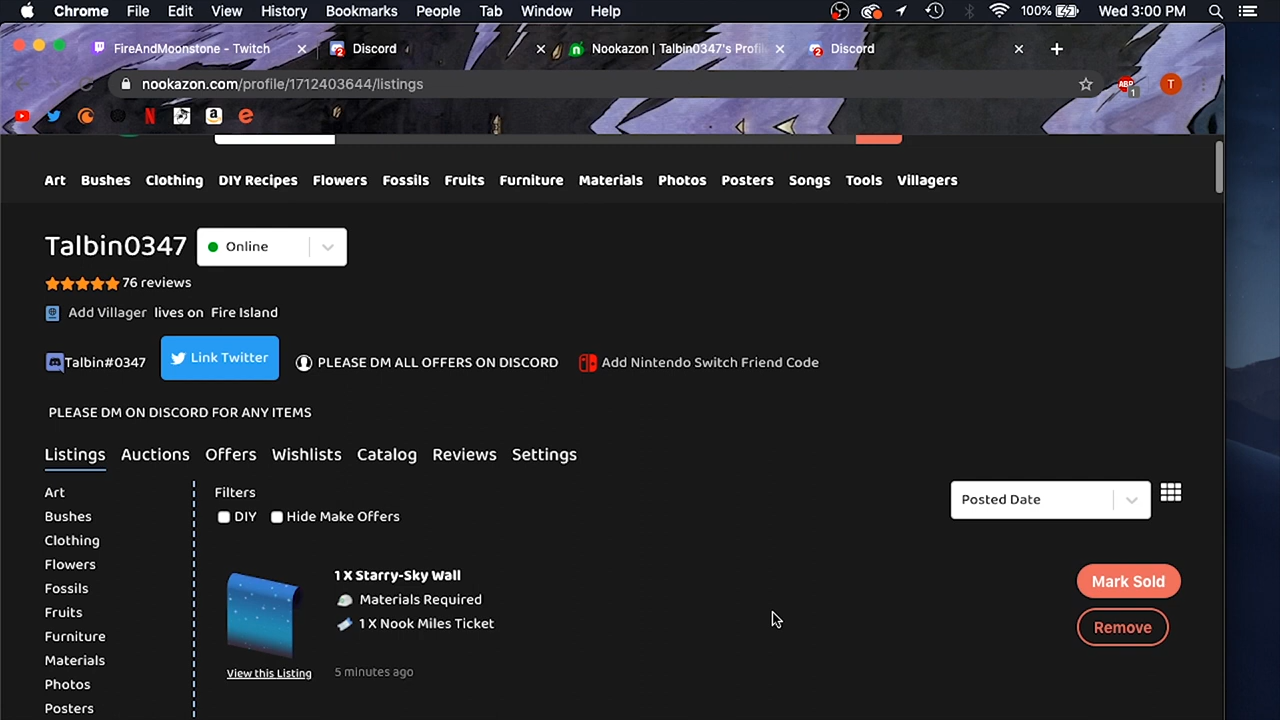 Chrome File Edit View History Bookmarks People Tab Window Help 100% Wed 3:00 PM
FireAndMoonstone - Twitch Discord Nookazon | Talbin0347's Profil Discord
nookazon.com/profile/1712403644/listings ABP 1 T
Art Bushes Clothing DIY Recipes Flowers Fossils Fruits Furniture Materials Photos Posters Songs Tools Villagers
Talbin0347 Online
76 reviews
Add Villager lives on Fire Island
Talbin#0347 Link Twitter PLEASE DM ALL OFFERS ON DISCORD Add Nintendo Switch Friend Code
PLEASE DM ON DISCORD FOR ANY ITEMS
Listings Auctions Offers Wishlists Catalog Reviews Settings
Art Filters Posted Date
Bushes DIY Hide Make Offers
Clothing
Flowers 1 X Starry-Sky Wall Mark Sold
Fossils Materials Required
Fruits 1 X Nook Miles Ticket Remove
Furniture
Materials View this Listing 5 minutes ago
Photos
Posters